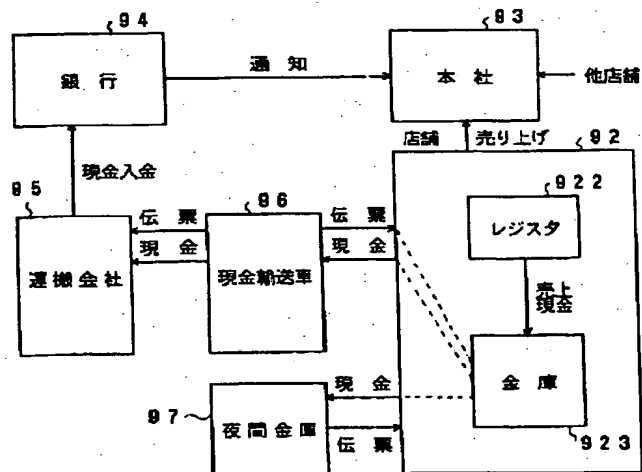 94
93
銀行
通知
本社
他店舗
店舗
売り上げ
92
現金入金
95
96
922
伝票
伝票
レジスタ
現金
現金
運搬会社
現金輸送車
売上
現金
現金
金庫
97
夜間金庫
伝票
923